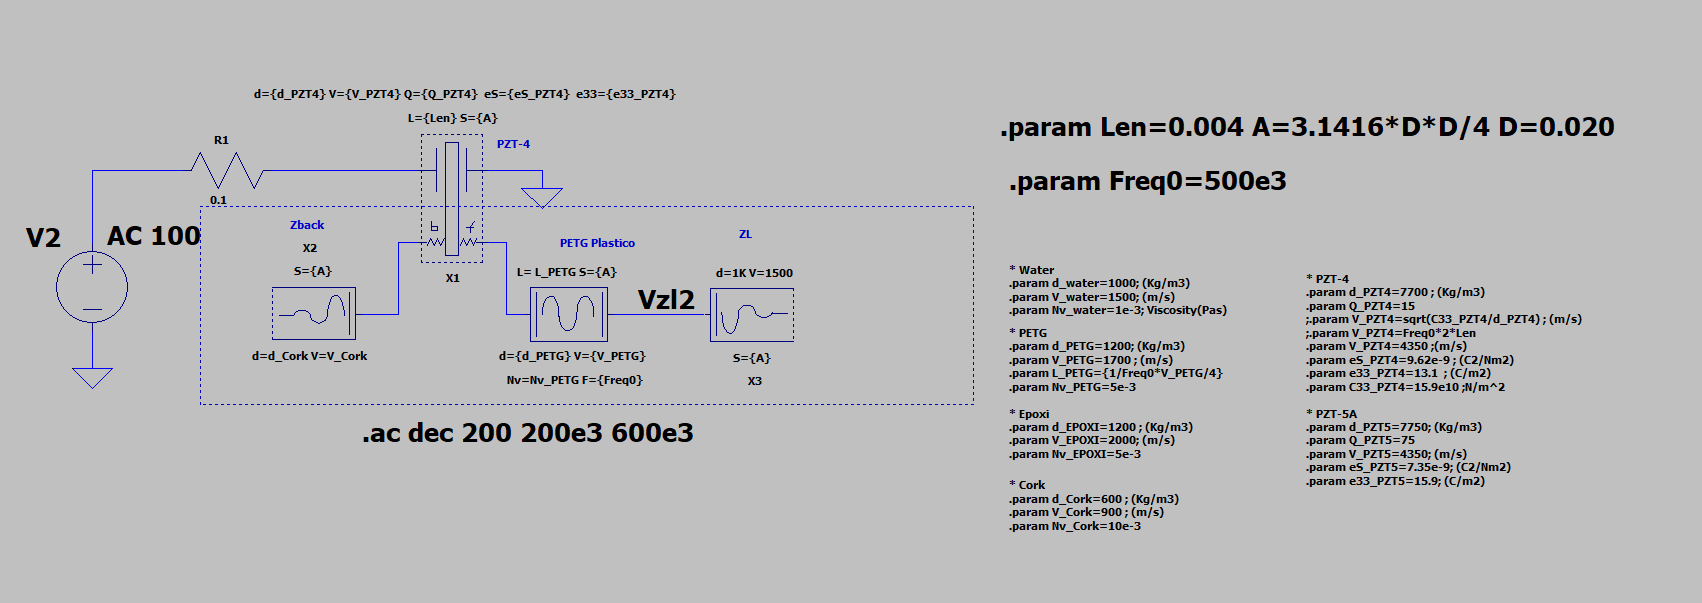 d={d_PZT4} V={V_PZT4} Q={Q_PZT4} eS={eS_PZT4} e33={e33_PZT4}
L={Len} S={A}
R1
PZT-4
0.1
V2
AC 100
Zback
X2
S={A}
d=d_Cork V=V_Cork
b
f
X1
PETG Plastico
L= L_PETG S={A}
d={d_PETG} V={V_PETG}
Nv=Nv_PETG F={Freq0}
Vzl2
ZL
d=1K V=1500
S={A}
X3
.ac dec 200 200e3 600e3
.param Len=0.004 A=3.1416*D*D/4 D=0.020
.param Freq0=500e3
* Water
.param d_water=1000; (Kg/m3)
.param V_water=1500; (m/s)
.param Nv_water=1e-3; Viscosity(Pas)
* PETG
.param d_PETG=1200; (Kg/m3)
.param V_PETG=1700 ; (m/s)
.param L_PETG={1/Freq0*V_PETG/4}
.param Nv_PETG=5e-3
* Epoxi
.param d_EPOXI=1200 ; (Kg/m3)
.param V_EPOXI=2000; (m/s)
.param Nv_EPOXI=5e-3
* Cork
.param d_Cork=600 ; (Kg/m3)
.param V_Cork=900 ; (m/s)
.param Nv_Cork=10e-3
* PZT-4
.param d_PZT4=7700 ; (Kg/m3)
.param Q_PZT4=15
;.param V_PZT4=sqrt(C33_PZT4/d_PZT4) ; (m/s)
;.param V_PZT4=Freq0*2*Len
.param V_PZT4=4350 ;(m/s)
.param eS_PZT4=9.62e-9 ; (C2/Nm2)
.param e33_PZT4=13.1 ; (C/m2)
.param C33_PZT4=15.9e10 ;N/m^2
* PZT-5A
.param d_PZT5=7750; (Kg/m3)
.param Q_PZT5=75
.param V_PZT5=4350; (m/s)
.param eS_PZT5=7.35e-9; (C2/Nm2)
.param e33_PZT5=15.9; (C/m2)